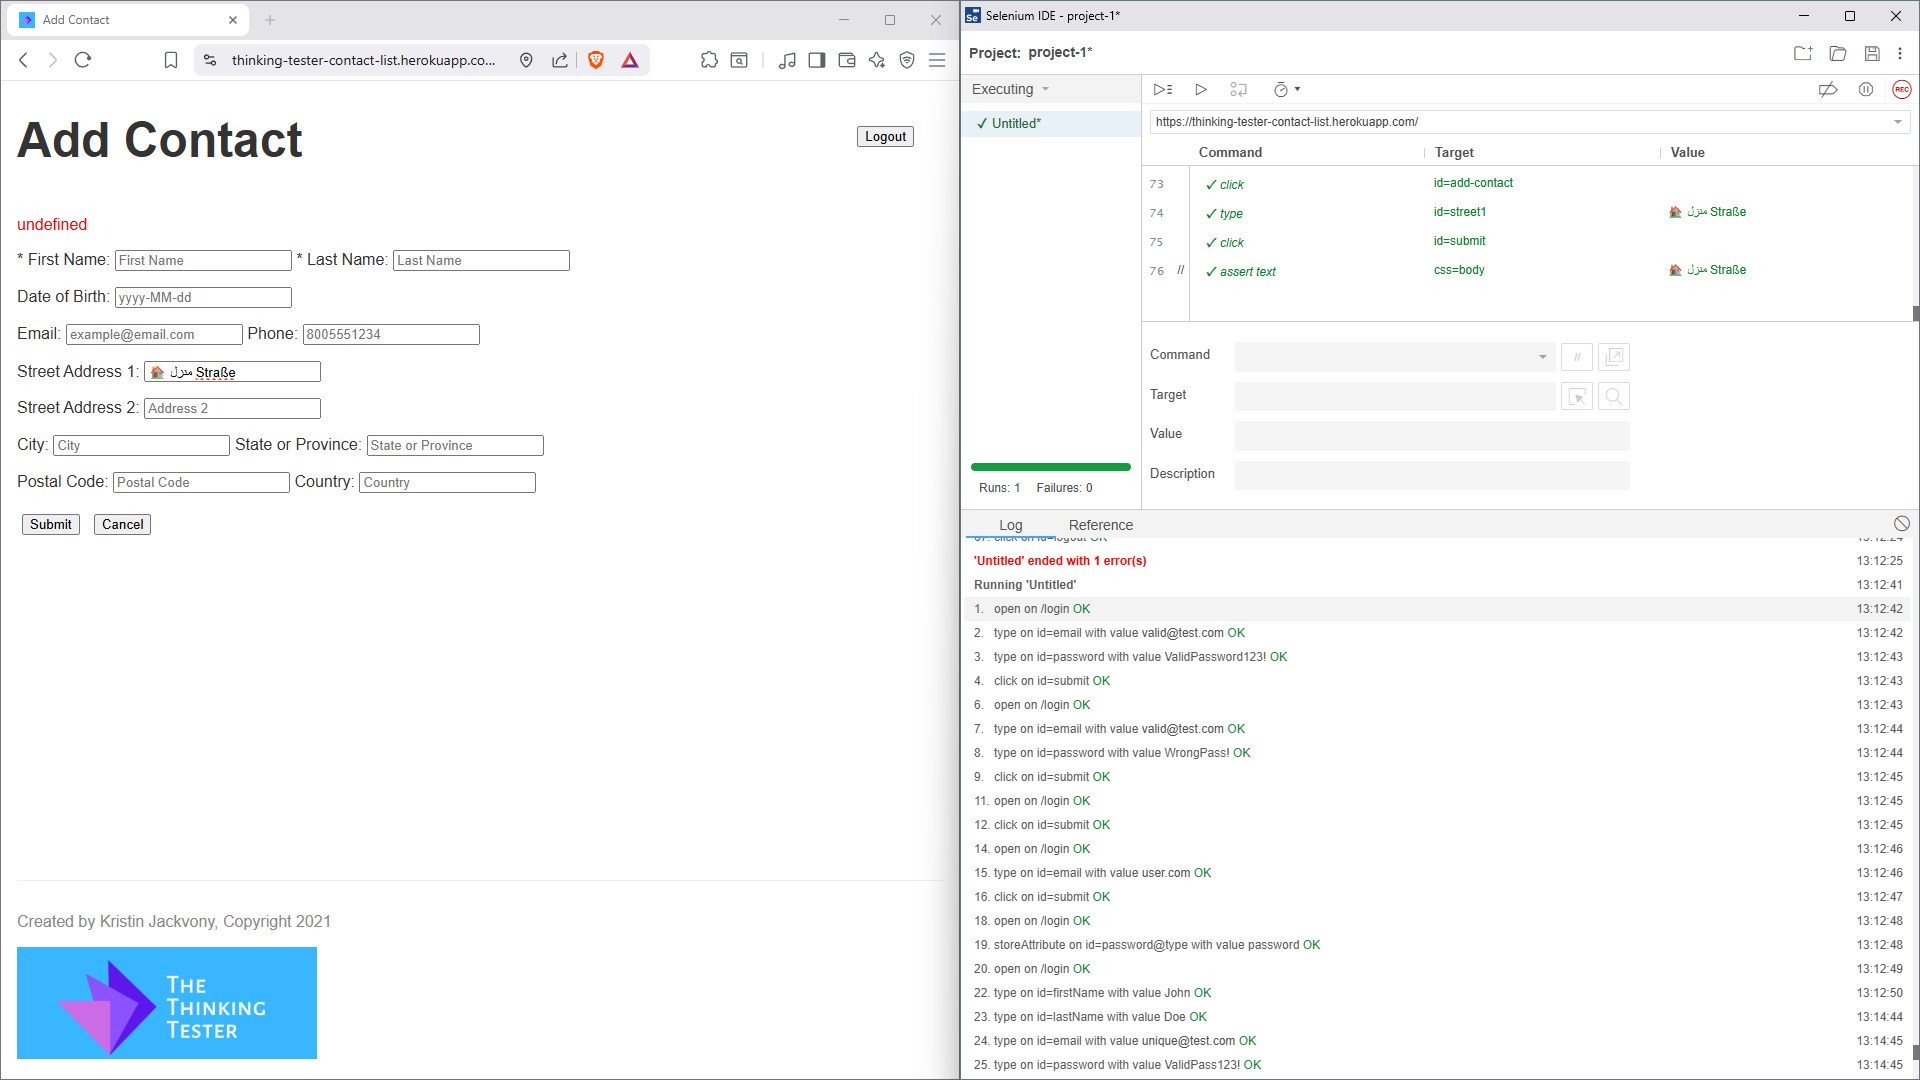 Add Contact
thinking-tester-contact-list.herokuapp.co...
Add Contact
Logout
undefined
* First Name: First Name * Last Name: Last Name
Date of Birth: yyyy-MM-dd
Email: example@email.com Phone: 8005551234
Street Address 1: 🏠 منزل Straße
Street Address 2: Address 2
City: City State or Province: State or Province
Postal Code: Postal Code Country: Country
Submit Cancel
Created by Kristin Jackvony, Copyright 2021
THE
THINKING
TESTER
Se Selenium IDE - project-1*
Project: project-1*
Executing
REC
✓ Untitled*
https://thinking-tester-contact-list.herokuapp.com/
Command Target Value
73 ✓ click id=add-contact
74 ✓ type id=street1 🏠 منزل Straße
75 ✓ click id=submit
76 // ✓ assert text css=body 🏠 منزل Straße
Command //
Target
Value
Description
Runs: 1 Failures: 0
Log Reference
67. click on id=logout OK 13:12:24
'Untitled' ended with 1 error(s) 13:12:25
Running 'Untitled' 13:12:41
1. open on /login OK 13:12:42
2. type on id=email with value valid@test.com OK 13:12:42
3. type on id=password with value ValidPassword123! OK 13:12:43
4. click on id=submit OK 13:12:43
6. open on /login OK 13:12:43
7. type on id=email with value valid@test.com OK 13:12:44
8. type on id=password with value WrongPass! OK 13:12:44
9. click on id=submit OK 13:12:45
11. open on /login OK 13:12:45
12. click on id=submit OK 13:12:45
14. open on /login OK 13:12:46
15. type on id=email with value user.com OK 13:12:46
16. click on id=submit OK 13:12:47
18. open on /login OK 13:12:48
19. storeAttribute on id=password@type with value password OK 13:12:48
20. open on /login OK 13:12:49
22. type on id=firstName with value John OK 13:12:50
23. type on id=lastName with value Doe OK 13:14:44
24. type on id=email with value unique@test.com OK 13:14:45
25. type on id=password with value ValidPass123! OK 13:14:45